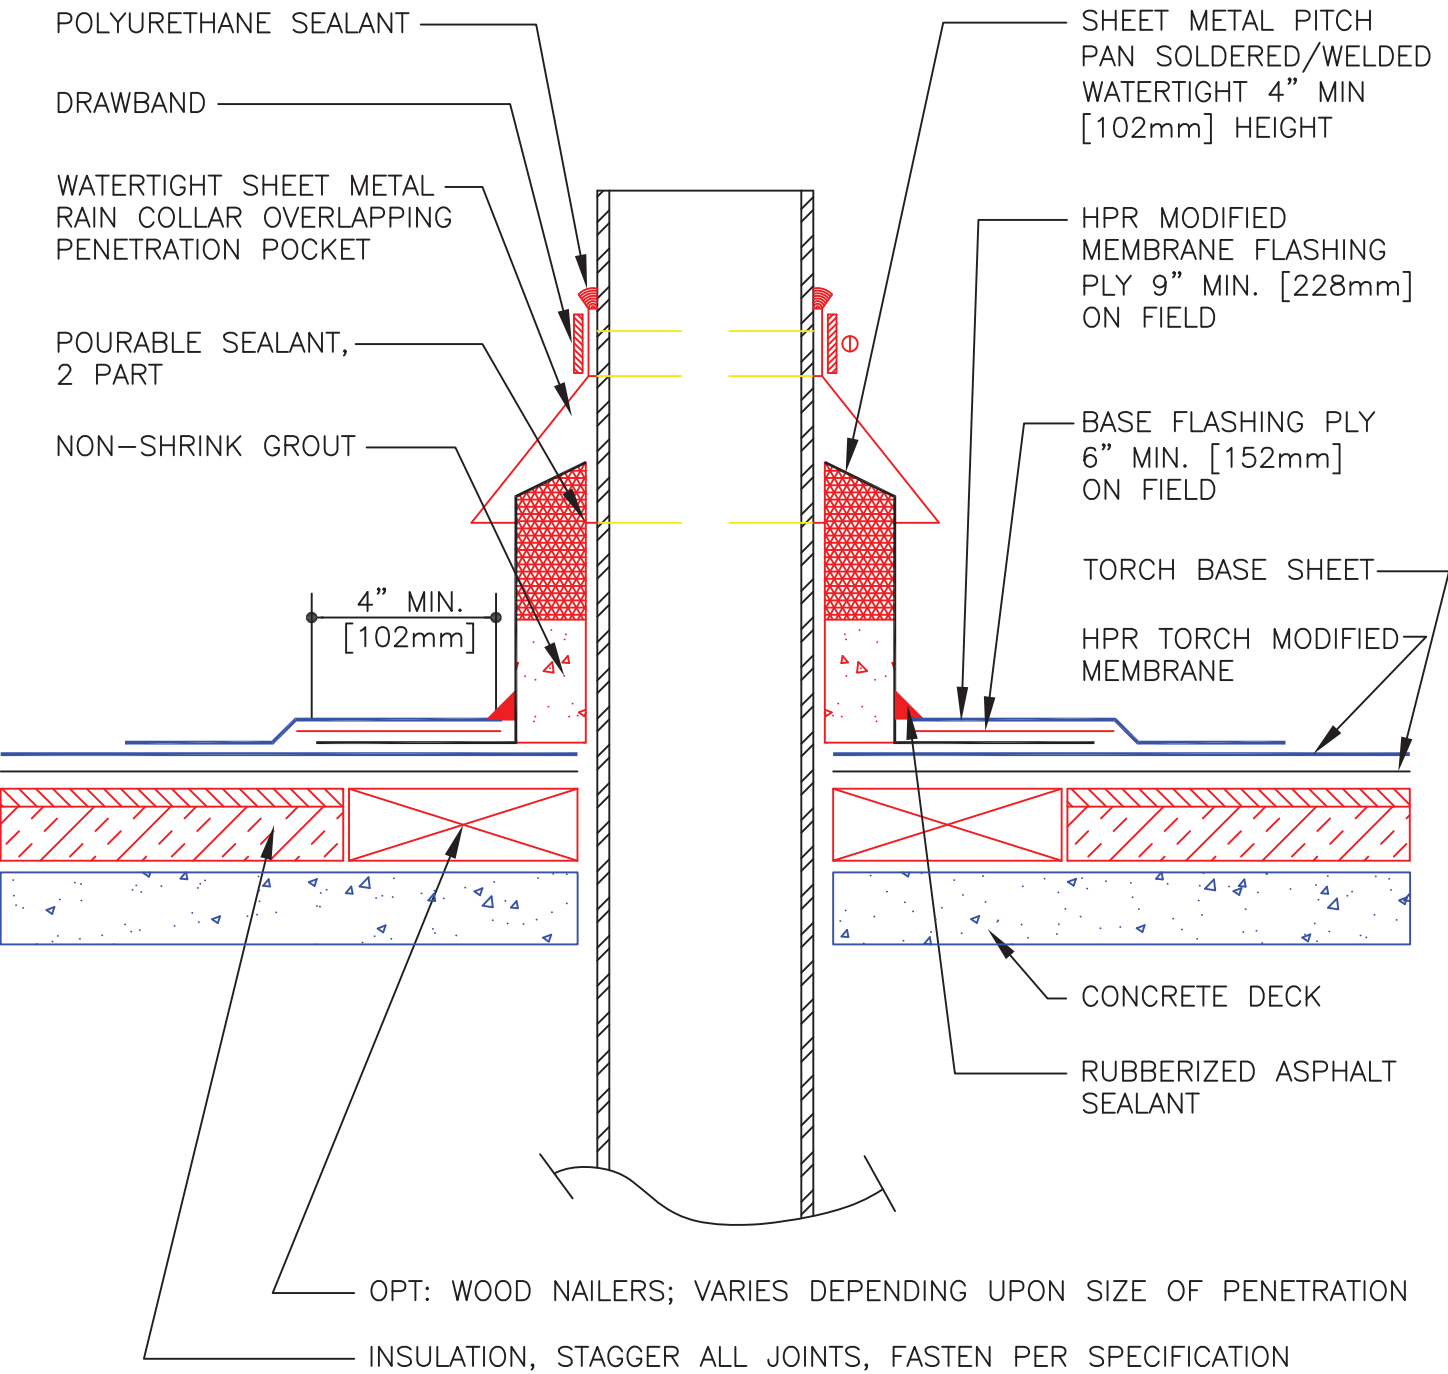 POLYURETHANE SEALANT
DRAWBAND
WATERTIGHT SHEET METAL
RAIN COLLAR OVERLAPPING
PENETRATION POCKET
POURABLE SEALANT,
2 PART
NON-SHRINK GROUT
4” MIN.
[102mm]
SHEET METAL PITCH
PAN SOLDERED/WELDED
WATERTIGHT 4” MIN
[102mm] HEIGHT
HPR MODIFIED
MEMBRANE FLASHING
PLY 9” MIN. [228mm]
ON FIELD
BASE FLASHING PLY
6” MIN. [152mm]
ON FIELD
TORCH BASE SHEET
HPR TORCH MODIFIED
MEMBRANE
CONCRETE DECK
RUBBERIZED ASPHALT
SEALANT
OPT: WOOD NAILERS; VARIES DEPENDING UPON SIZE OF PENETRATION
INSULATION, STAGGER ALL JOINTS, FASTEN PER SPECIFICATION